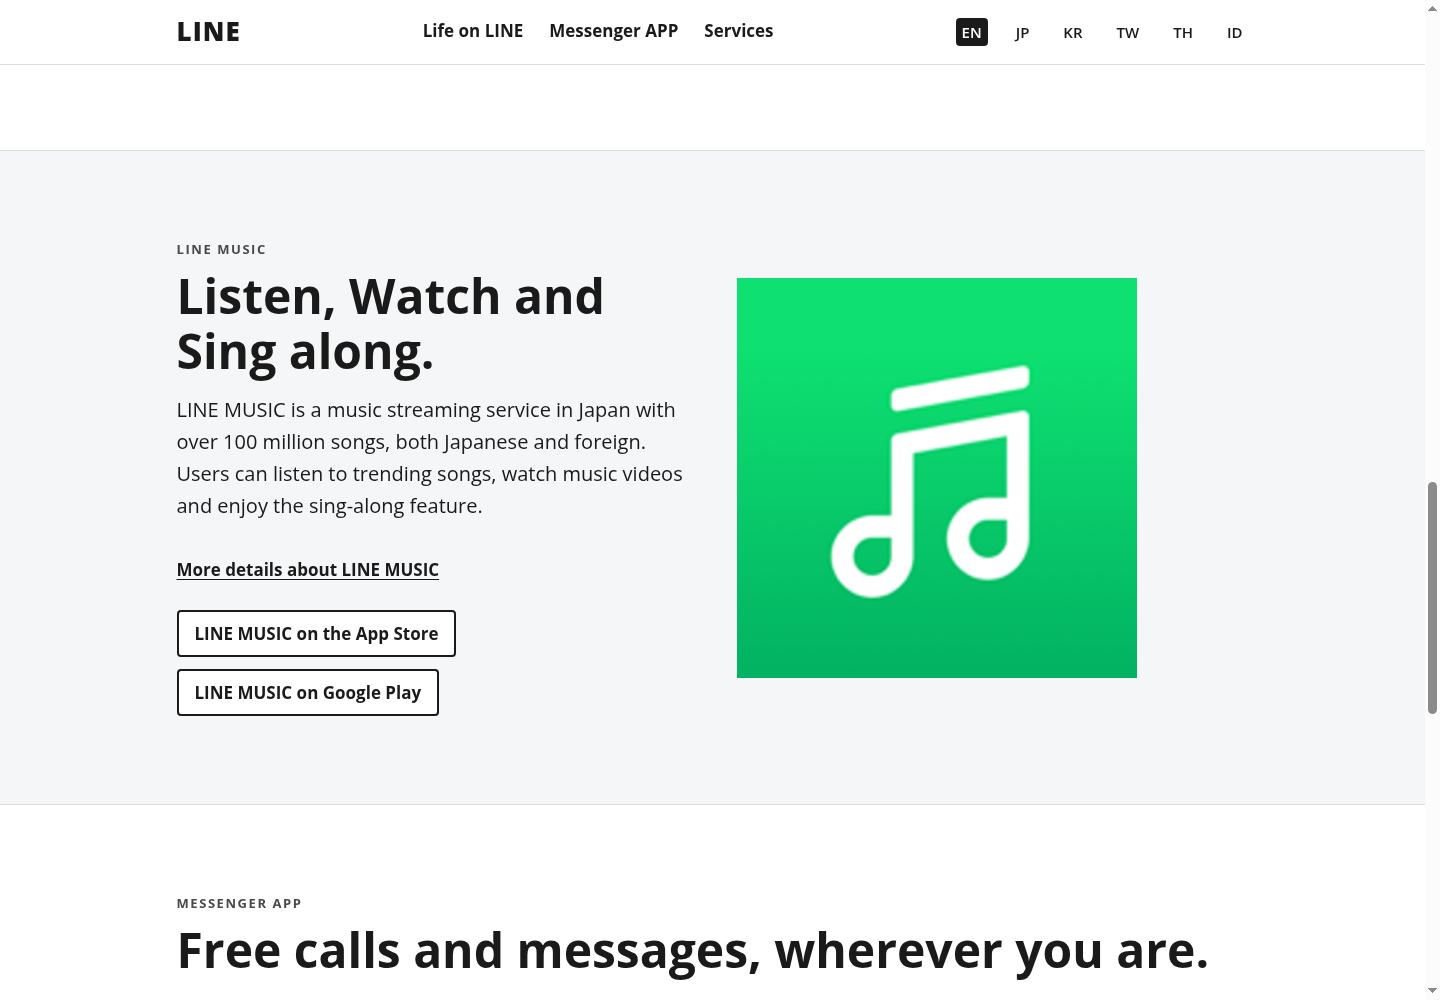 LINE
Life on LINE
Messenger APP
Services
EN
JP
KR
TW
TH
ID
LINE MUSIC
Listen, Watch and
Sing along.
LINE MUSIC is a music streaming service in Japan with
over 100 million songs, both Japanese and foreign.
Users can listen to trending songs, watch music videos
and enjoy the sing-along feature.
More details about LINE MUSIC
LINE MUSIC on the App Store
LINE MUSIC on Google Play
MESSENGER APP
Free calls and messages, wherever you are.